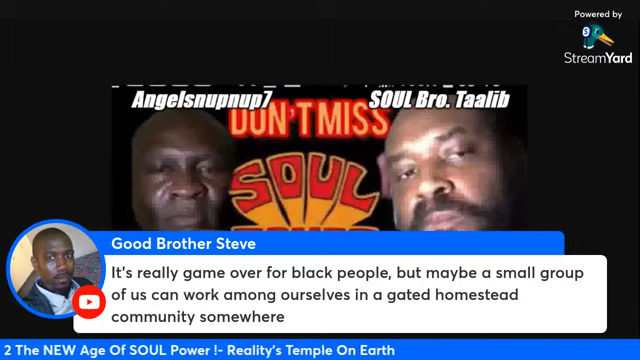 Powered by
StreamYard
Angelsnupnup7 SOUL Bro. Taalib
DON'T MISS
SOUL
Good Brother Steve
It's really game over for black people, but maybe a small group
of us can work among ourselves in a gated homestead
community somewhere
2 The NEW Age Of SOUL Power !- Reality's Temple On Earth